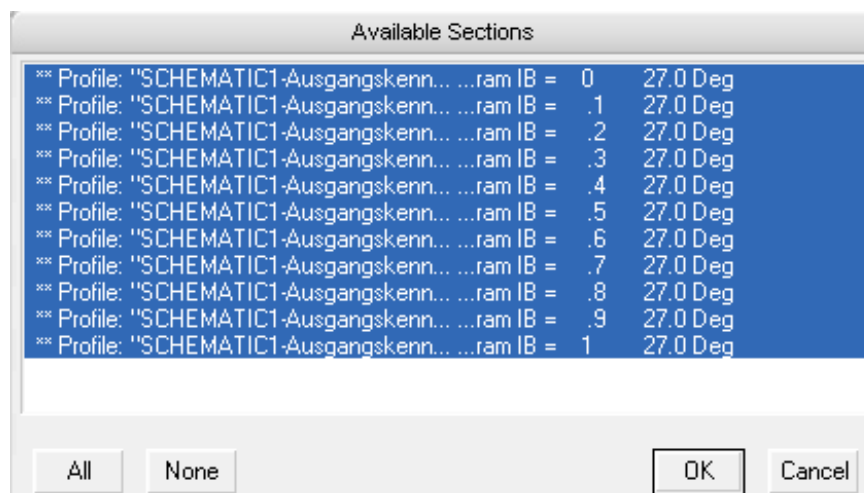 Available Sections
** Profile: "SCHEMATIC1-Ausgangskenn... ...ram IB = 0 27.0 Deg
** Profile: "SCHEMATIC1-Ausgangskenn... ...ram IB = .1 27.0 Deg
** Profile: "SCHEMATIC1-Ausgangskenn... ...ram IB = .2 27.0 Deg
** Profile: "SCHEMATIC1-Ausgangskenn... ...ram IB = .3 27.0 Deg
** Profile: "SCHEMATIC1-Ausgangskenn... ...ram IB = .4 27.0 Deg
** Profile: "SCHEMATIC1-Ausgangskenn... ...ram IB = .5 27.0 Deg
** Profile: "SCHEMATIC1-Ausgangskenn... ...ram IB = .6 27.0 Deg
** Profile: "SCHEMATIC1-Ausgangskenn... ...ram IB = .7 27.0 Deg
** Profile: "SCHEMATIC1-Ausgangskenn... ...ram IB = .8 27.0 Deg
** Profile: "SCHEMATIC1-Ausgangskenn... ...ram IB = .9 27.0 Deg
** Profile: "SCHEMATIC1-Ausgangskenn... ...ram IB = 1 27.0 Deg
All None OK Cancel